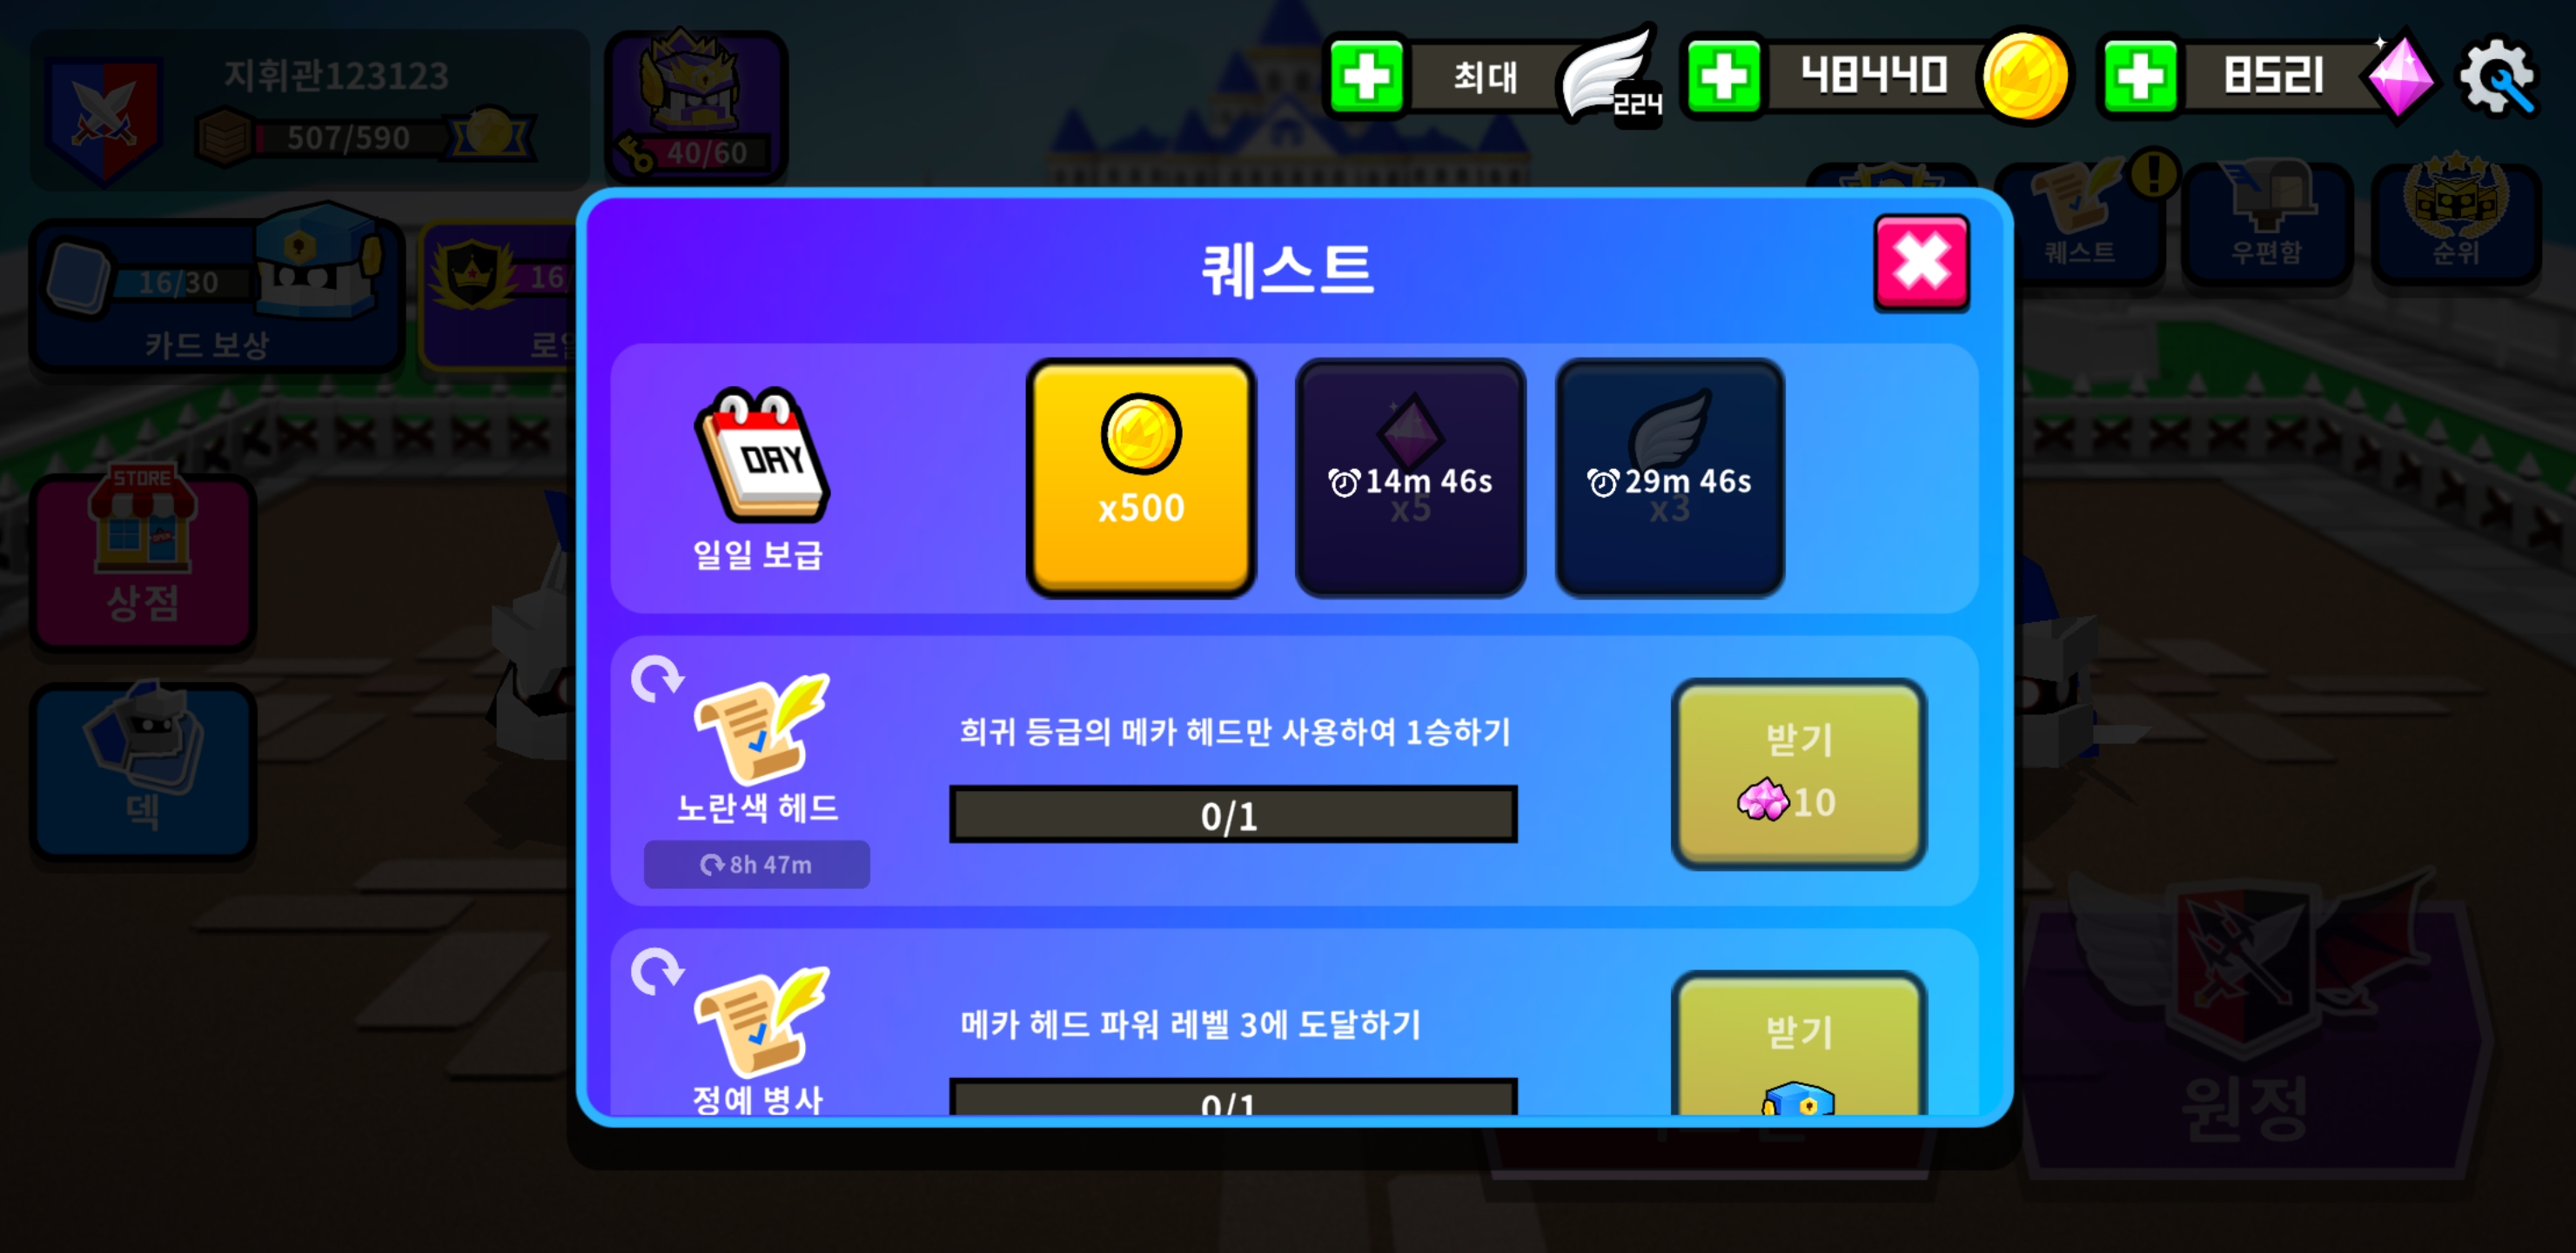 지휘관123123
507/590
40/60
최대
224
48440
8521
16/30
카드 보상
16/
퀘스트
우편함
순위
퀘스트
STORE
상점
덱
DAY
일일 보급
x500
14m 46s
x5
29m 46s
x3
노란색 헤드
8h 47m
희귀 등급의 메카 헤드만 사용하여 1승하기
0/1
받기
10
정예 병사
메카 헤드 파워 레벨 3에 도달하기
0/1
받기
원정